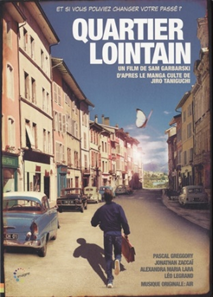 ET SI VOUS POUVIEZ CHANGER VOTRE PASSÉ ?
QUARTIER
LOINTAIN
UN FILM DE SAM GARBARSKI
D'APRES LE MANGA CULTE DE
JIRO TANIGUCHI
PASCAL GREGGORY
JONATHAN ZACCAÏ
ALEXANDRA MARIA LARA
LÉO LEGRAND
MUSIQUE ORIGINALE: AIR